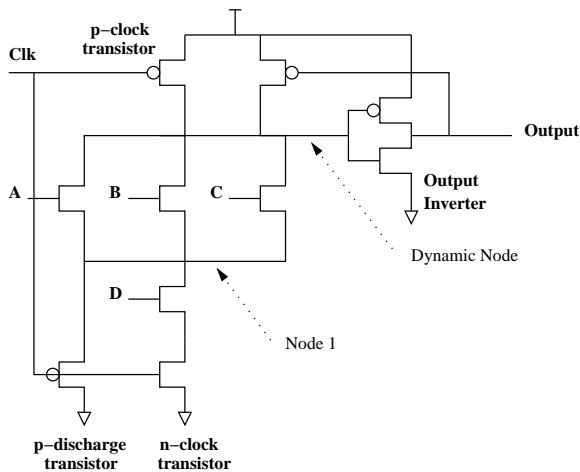 p−clock
transistor
Clk
Output
A
B
C
Output
Inverter
Dynamic Node
D
Node 1
p−discharge
transistor
n−clock
transistor